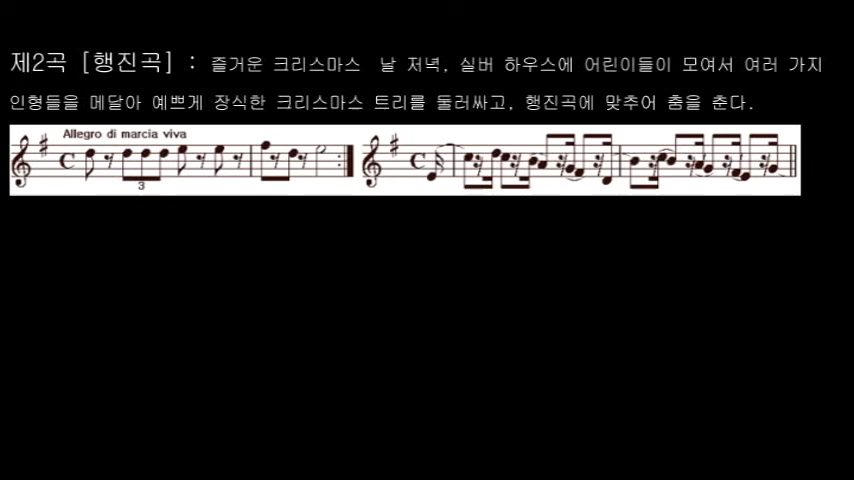 제2곡 [행진곡] : 즐거운 크리스마스 날 저녁, 실버 하우스에 어린이들이 모여서 여러 가지
인형들을 메달아 예쁘게 장식한 크리스마스 트리를 둘러싸고, 행진곡에 맞추어 춤을 춘다.
Allegro di marcia viva
3